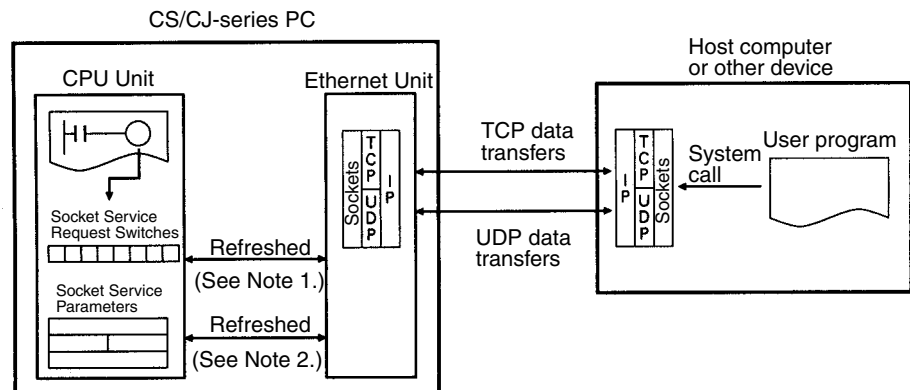 CS/CJ-series PC
CPU Unit
Ethernet Unit
Socket Service
Request Switches
Refreshed
(See Note 1.)
Socket Service
Parameters
Refreshed
(See Note 2.)
Sockets
TCP
UDP
IP
TCP data
transfers
UDP data
transfers
Host computer
or other device
IP
TCP
UDP
Sockets
System
call
User program